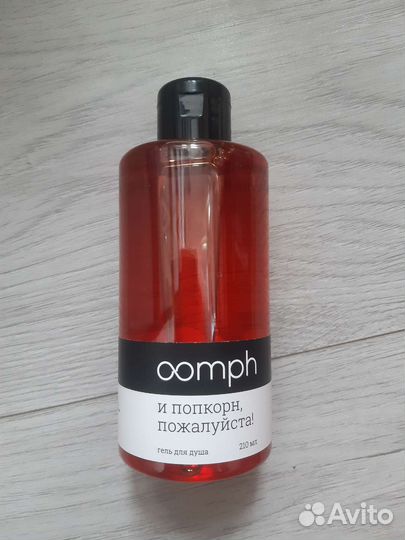 oomph
и попкорн,
пожалуйста!
гель для душа 210 мл
Avito